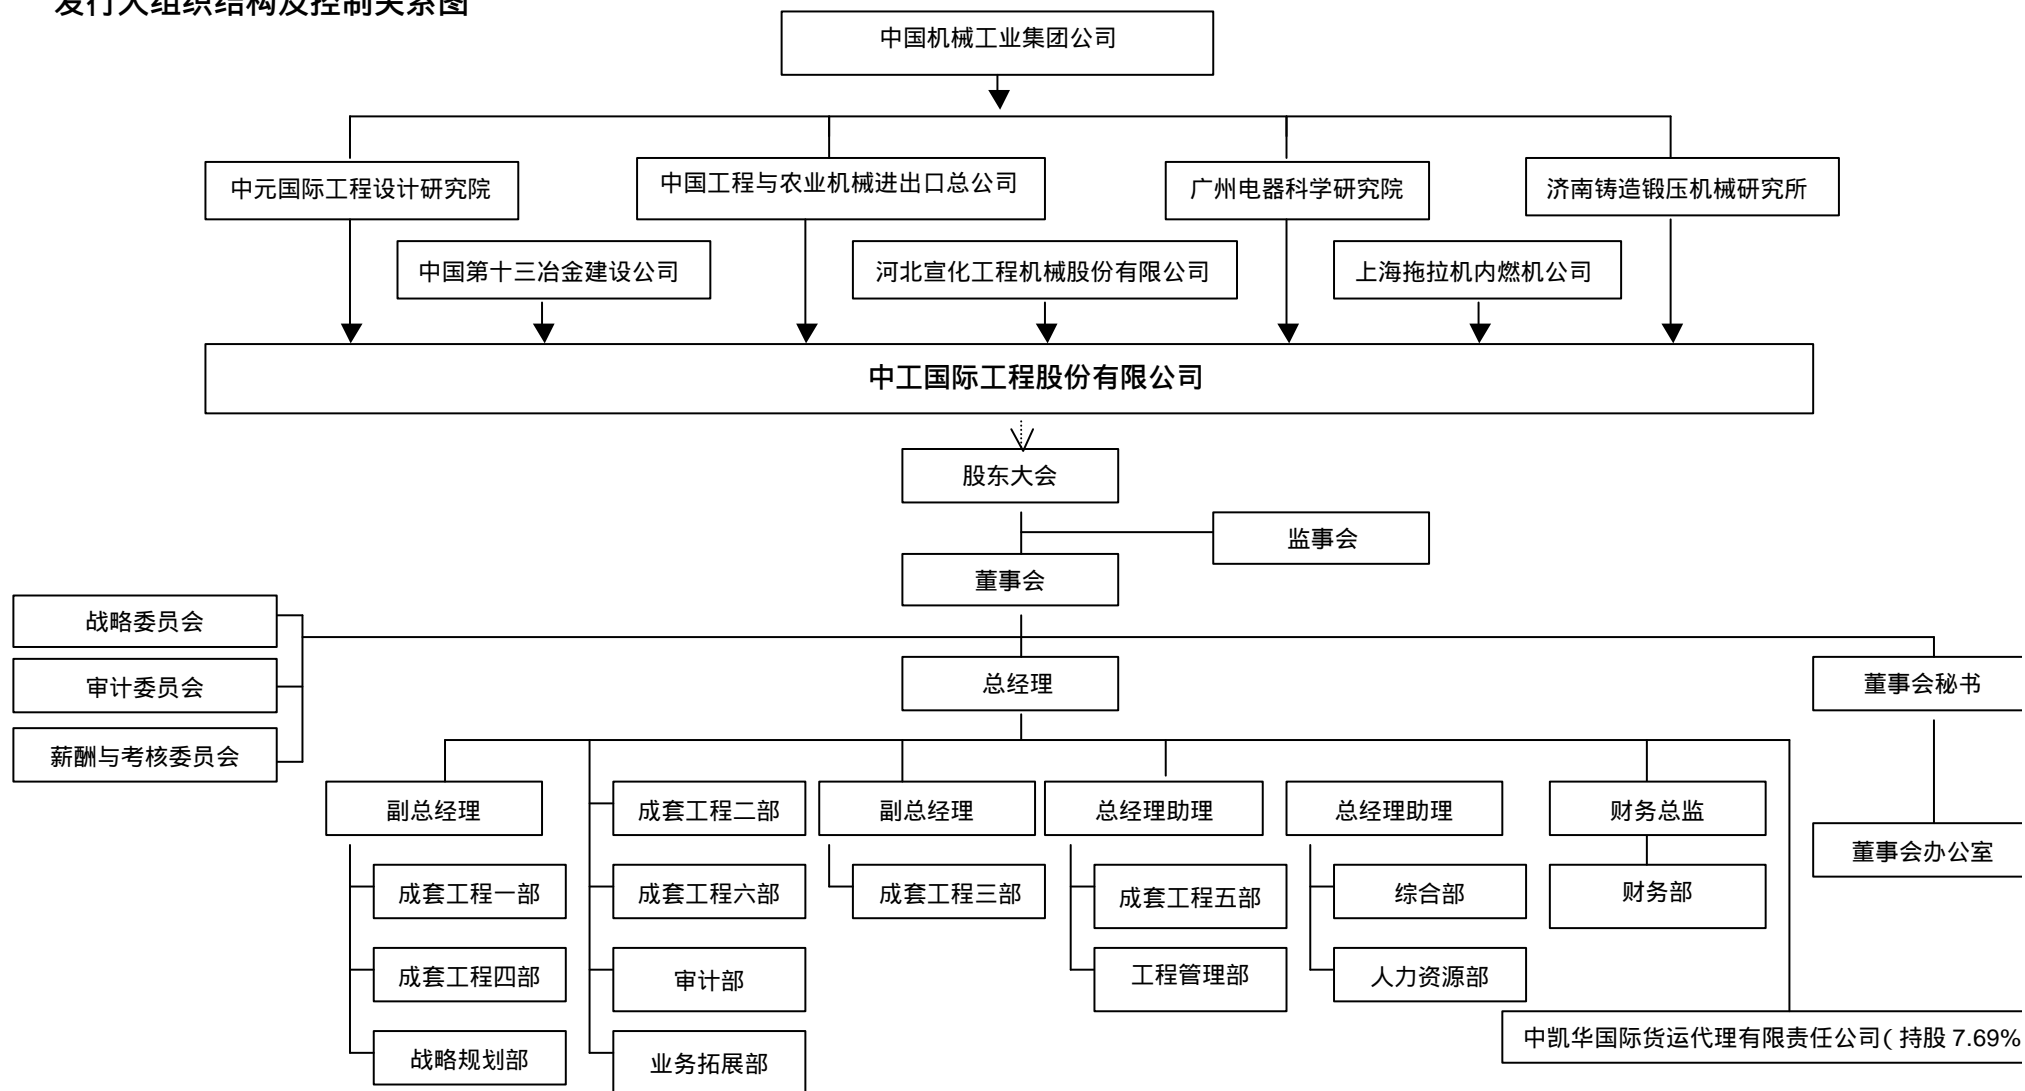 发行人组织结构及控制关系图
中国机械工业集团公司
中元国际工程设计研究院
中国工程与农业机械进出口总公司
广州电器科学研究院
济南铸造锻压机械研究所
中国第十三冶金建设公司
河北宣化工程机械股份有限公司
上海拖拉机内燃机公司
中工国际工程股份有限公司
股东大会
监事会
董事会
战略委员会
审计委员会
薪酬与考核委员会
总经理
董事会秘书
副总经理
成套工程二部
副总经理
总经理助理
总经理助理
财务总监
董事会办公室
成套工程一部
成套工程六部
成套工程三部
成套工程五部
综合部
财务部
成套工程四部
审计部
工程管理部
人力资源部
战略规划部
业务拓展部
中凯华国际货运代理有限责任公司(持股 7.69%